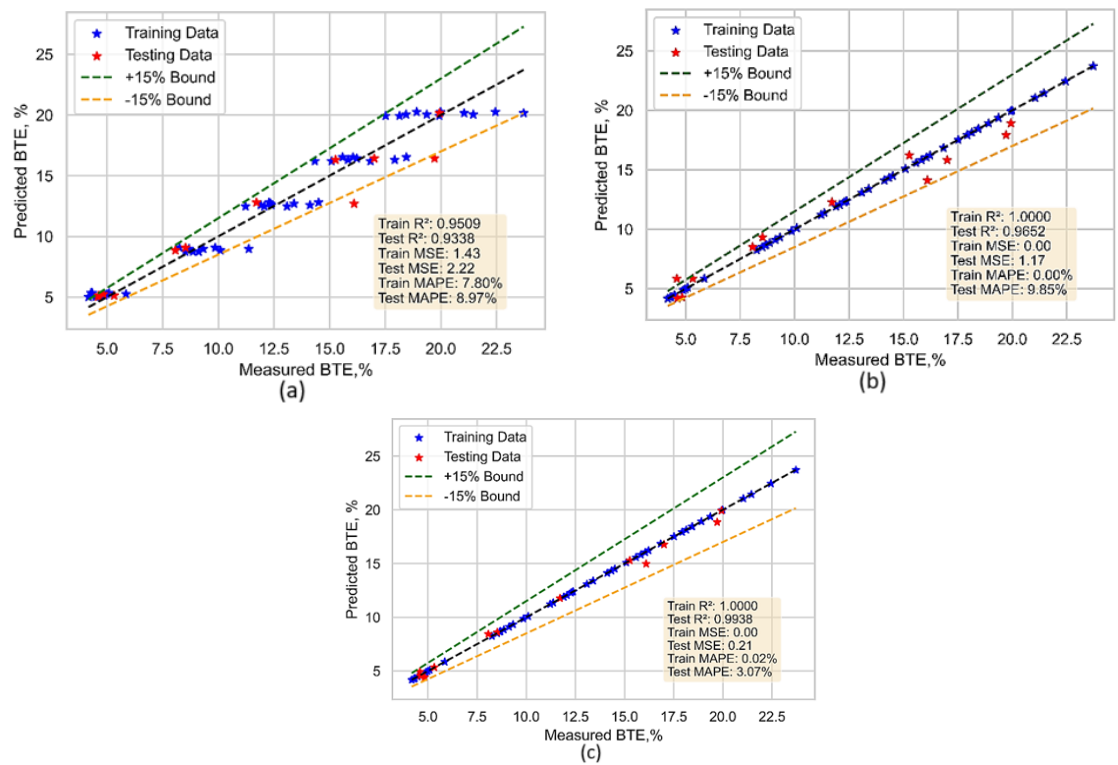 Training Data
Testing Data
+15% Bound
-15% Bound
Predicted BTE, %
25
20
15
10
5
Train R²: 0.9509
Test R²: 0.9338
Train MSE: 1.43
Test MSE: 2.22
Train MAPE: 7.80%
Test MAPE: 8.97%
5.0 7.5 10.0 12.5 15.0 17.5 20.0 22.5
Measured BTE,%
(a)
Training Data
Testing Data
+15% Bound
-15% Bound
Predicted BTE, %
25
20
15
10
5
Train R²: 1.0000
Test R²: 0.9652
Train MSE: 0.00
Test MSE: 1.17
Train MAPE: 0.00%
Test MAPE: 9.85%
5.0 7.5 10.0 12.5 15.0 17.5 20.0 22.5
Measured BTE,%
(b)
Training Data
Testing Data
+15% Bound
-15% Bound
Predicted BTE, %
25
20
15
10
5
Train R²: 1.0000
Test R²: 0.9938
Train MSE: 0.00
Test MSE: 0.21
Train MAPE: 0.02%
Test MAPE: 3.07%
5.0 7.5 10.0 12.5 15.0 17.5 20.0 22.5
Measured BTE,%
(c)